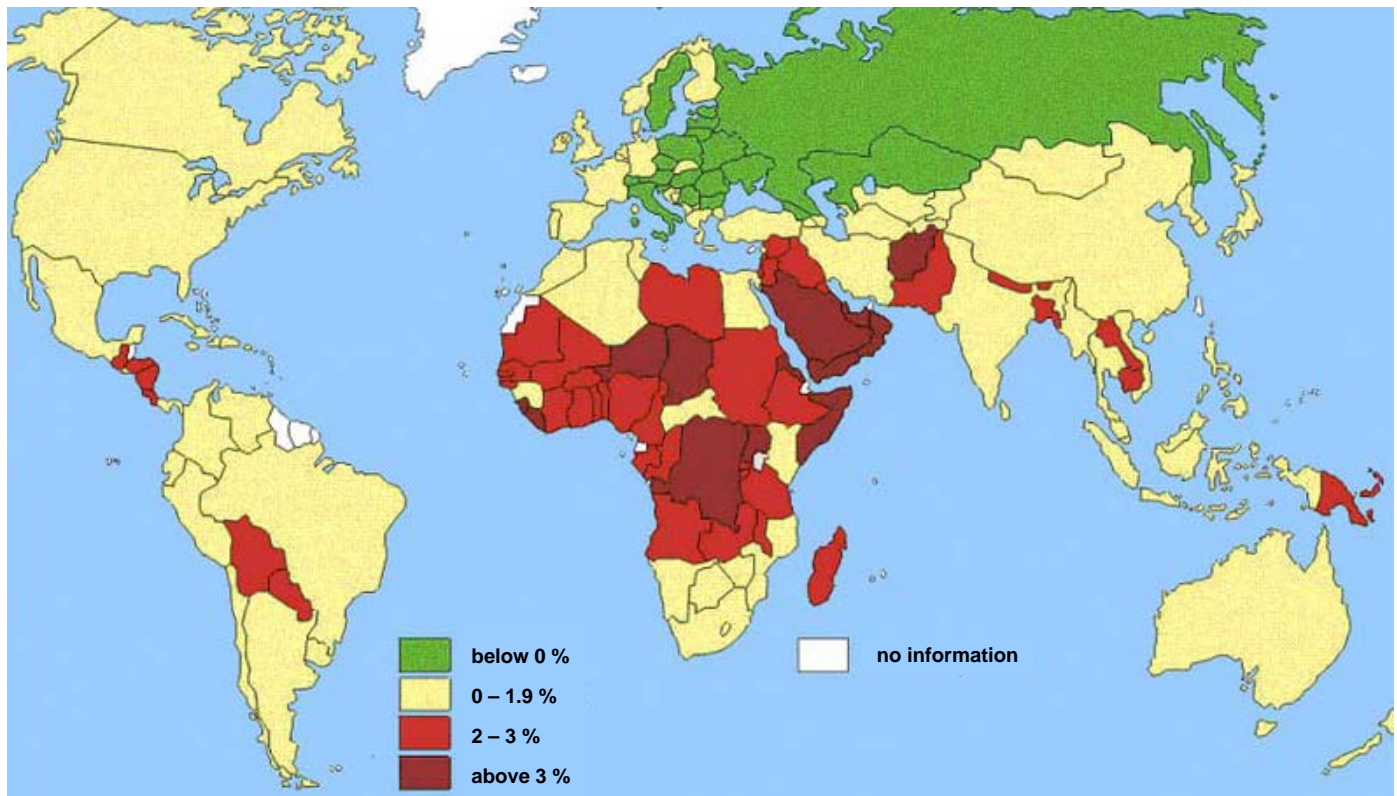 below 0 %
0 – 1.9 %
2 – 3 %
above 3 %
no information